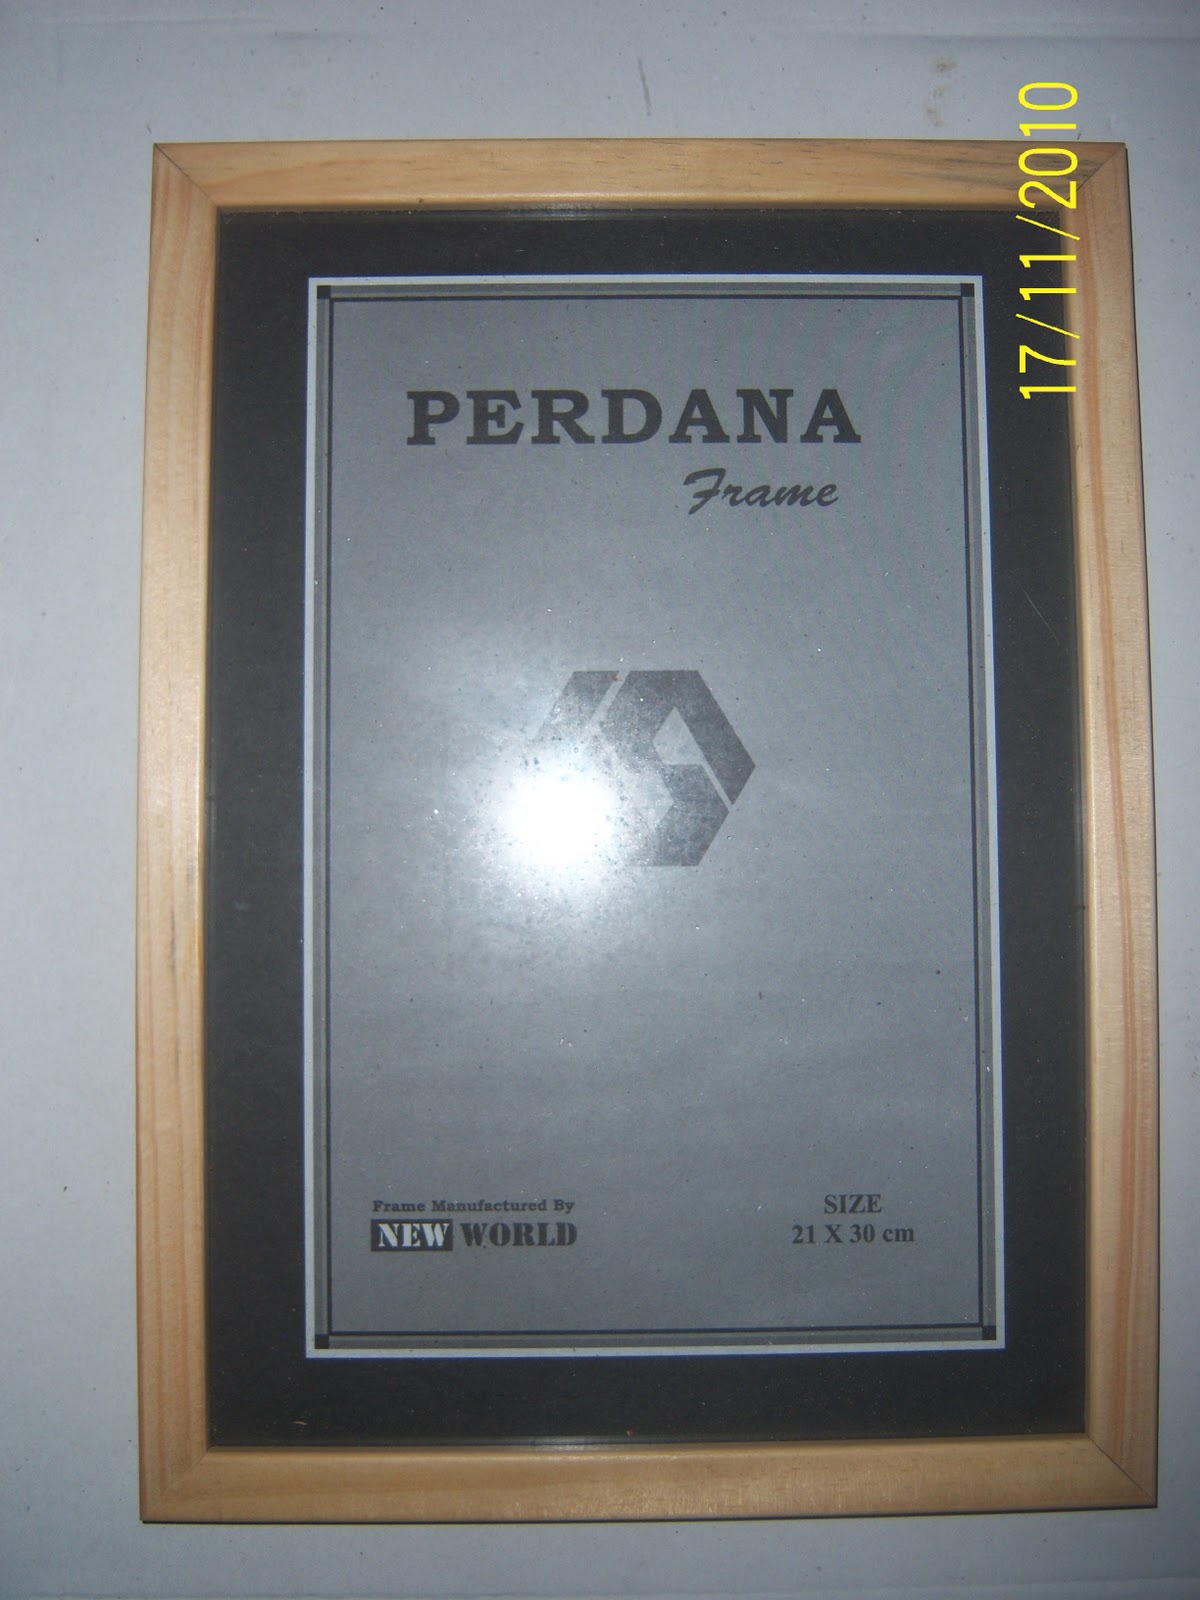 17/11/2010
PERDANA
Frame
Frame Manufactured By
NEW WORLD
SIZE
21 X 30 cm